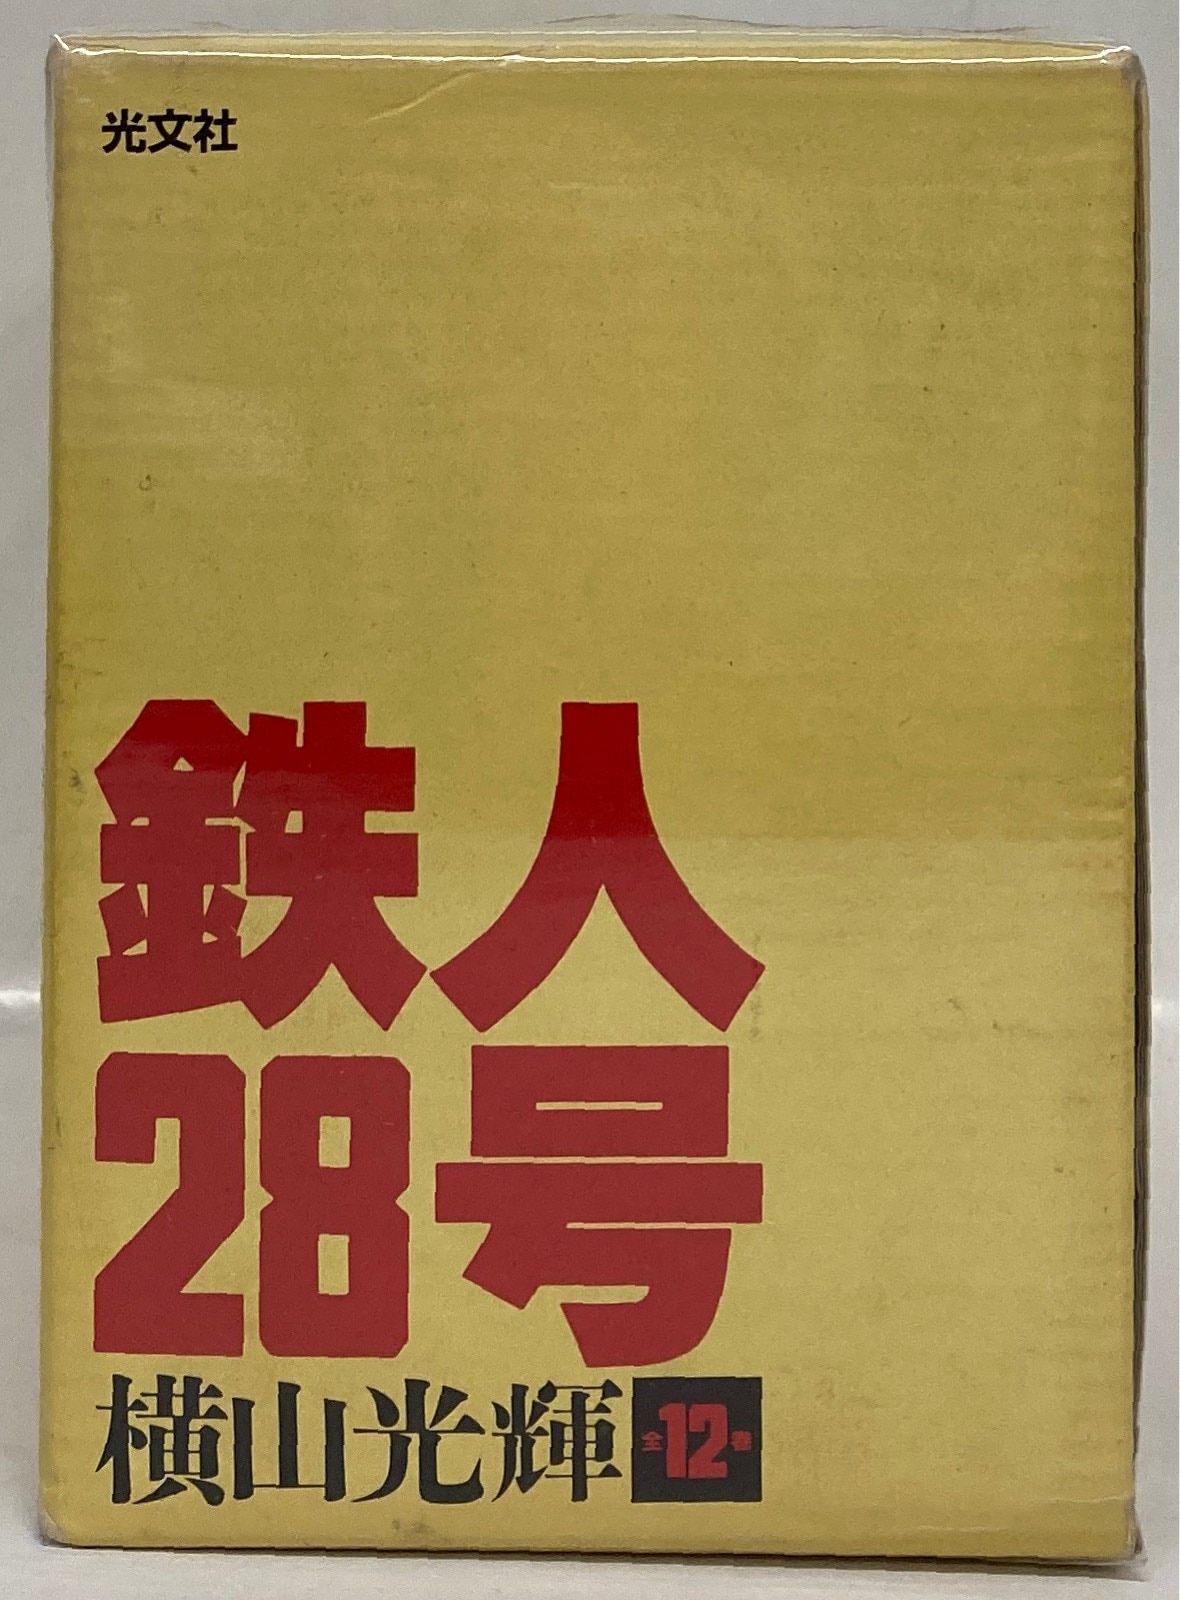 光文社
鉄人
28号
横山光輝 全12巻